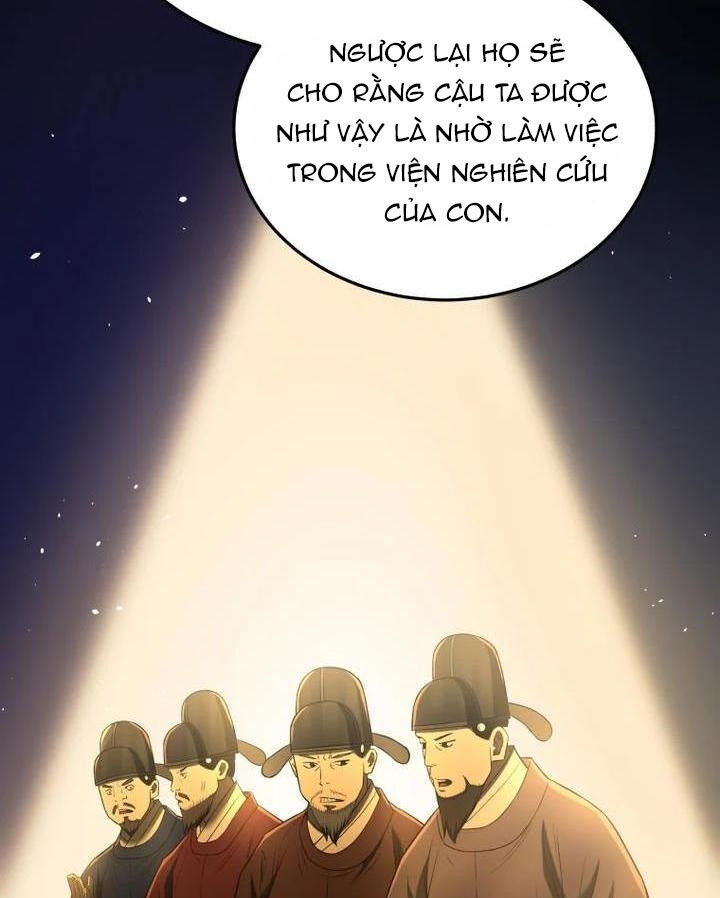 NGƯỢC LẠI HỌ SẼ
CHO RẰNG CẬU TA ĐƯỢC
NHƯ VẬY LÀ NHỜ LÀM VIỆC
TRONG VIỆN NGHIÊN CỨU
CỦA CON.